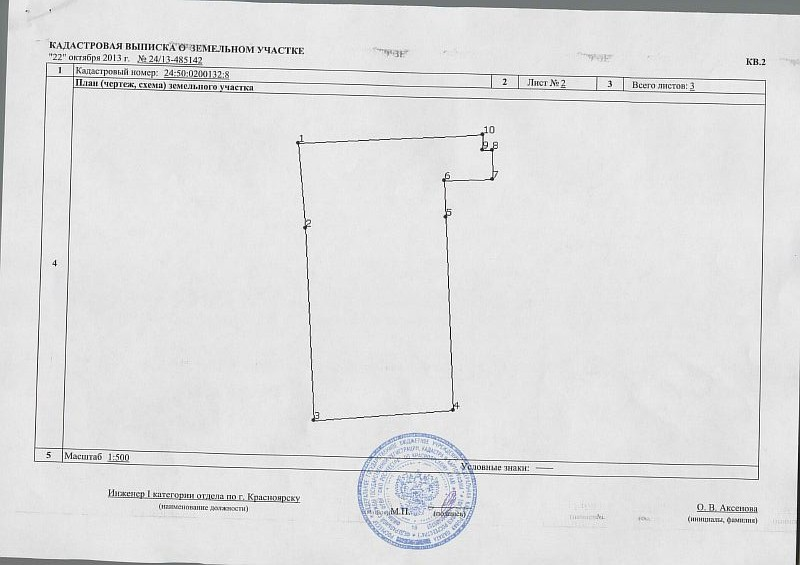 КАДАСТРОВАЯ ВЫПИСКА О ЗЕМЕЛЬНОМ УЧАСТКЕ
"22" октября 2013 г. № 24/13-485142
КВ.2
1 Кадастровый номер: 24:50:0200132:8 2 Лист № 2 3 Всего листов: 3
План (чертеж, схема) земельного участка
1
10
9 8
7
6
5
2
4
3
4
5 Масштаб 1:500 Условные знаки:
Инженер I категории отдела по г. Красноярску
(наименование должности)
М.П.
(подпись)
О. В. Аксенова
(инициалы, фамилия)